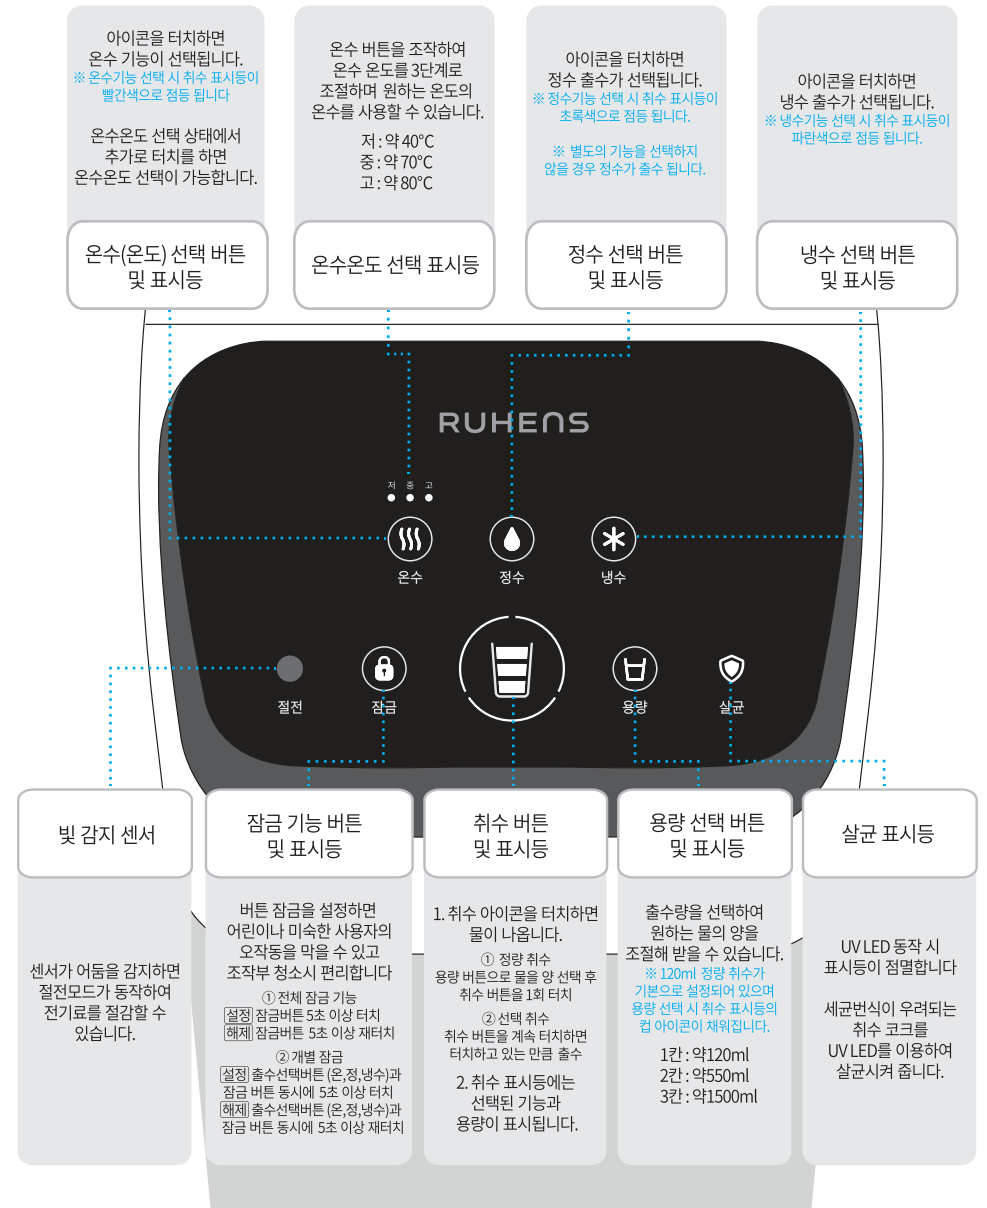 아이콘을 터치하면
온수 기능이 선택됩니다.
※ 온수기능 선택 시 취수 표시등이
빨간색으로 점등 됩니다
온수온도 선택 상태에서
추가로 터치를 하면
온수온도 선택이 가능합니다.
온수(온도) 선택 버튼
및 표시등
온수 버튼을 조작하여
온수 온도를 3단계로
조절하며 원하는 온도의
온수를 사용할 수 있습니다.
저 : 약 40°C
중 : 약 70°C
고 : 약 80°C
온수온도 선택 표시등
아이콘을 터치하면
정수 출수가 선택됩니다.
※ 정수기능 선택 시 취수 표시등이
초록색으로 점등 됩니다.
※ 별도의 기능을 선택하지
않을 경우 정수가 출수 됩니다.
정수 선택 버튼
및 표시등
아이콘을 터치하면
냉수 출수가 선택됩니다.
※ 냉수기능 선택 시 취수 표시등이
파란색으로 점등 됩니다.
냉수 선택 버튼
및 표시등
RUHENS
저 중 고
온수 정수 냉수
절전 잠금 용량 살균
빛 감지 센서
센서가 어둠을 감지하면
절전모드가 동작하여
전기료를 절감할 수
있습니다.
잠금 기능 버튼
및 표시등
버튼 잠금을 설정하면
어린이나 미숙한 사용자의
오작동을 막을 수 있고
조작부 청소시 편리합니다
① 전체 잠금 기능
설정 잠금버튼 5초 이상 터치
해제 잠금버튼 5초 이상 재터치
② 개별 잠금
설정 출수선택버튼 (온,정,냉수)과
잠금 버튼 동시에 5초 이상 터치
해제 출수선택버튼 (온,정,냉수)과
잠금 버튼 동시에 5초 이상 재터치
취수 버튼
및 표시등
1. 취수 아이콘을 터치하면
물이 나옵니다.
① 정량 취수
용량 버튼으로 물을 양 선택 후
취수 버튼을 1회 터치
② 선택 취수
취수 버튼을 계속 터치하면
터치하고 있는 만큼 출수
2. 취수 표시등에는
선택된 기능과
용량이 표시됩니다.
용량 선택 버튼
및 표시등
출수량을 선택하여
원하는 물의 양을
조절해 받을 수 있습니다.
※ 120ml 정량 취수가
기본으로 설정되어 있으며
용량 선택 시 취수 표시등의
컵 아이콘이 채워집니다.
1칸 : 약120ml
2칸 : 약550ml
3칸 : 약1500ml
살균 표시등
UV LED 동작 시
표시등이 점멸합니다
세균번식이 우려되는
취수 코크를
UV LED를 이용하여
살균시켜 줍니다.